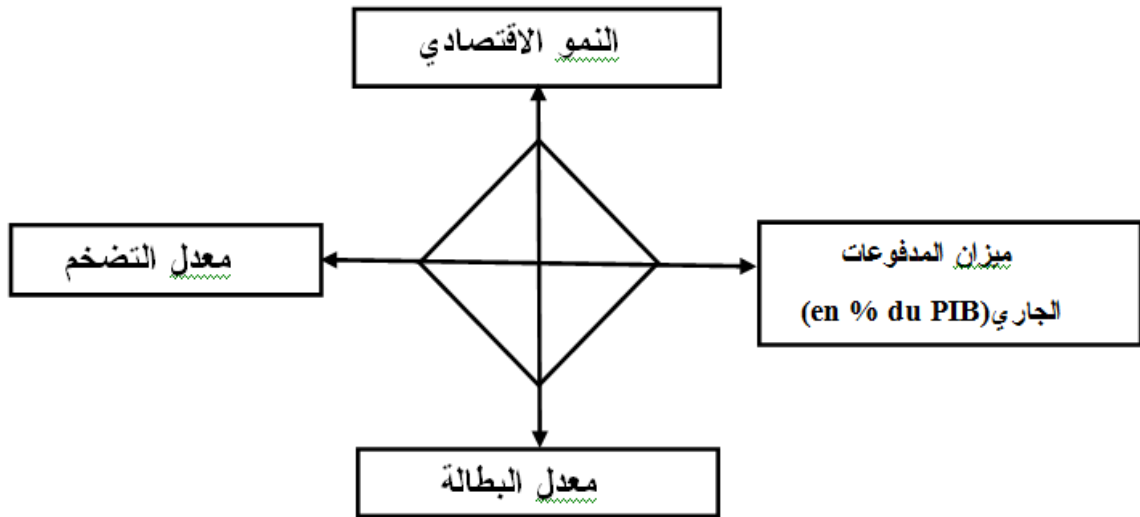 النمو الاقتصادي
معدل التضخم
ميزان المدفوعات
الجاري(en % du PIB)
معدل البطالة